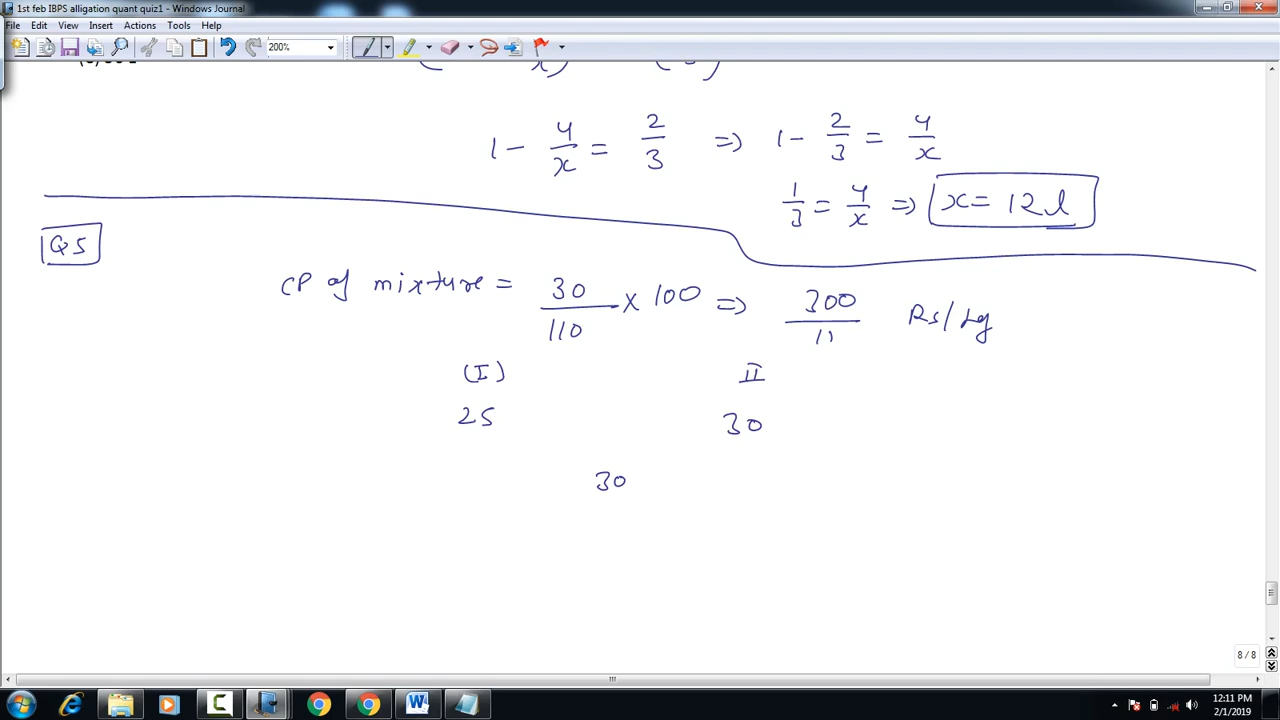 1st feb IBPS alligation quant quiz1 - Windows Journal
File Edit View Insert Actions Tools Help
200%
1 - 4/x = 2/3 => 1 - 2/3 = 4/x
1/3 = 4/x => x = 12 l
Q5
CP of mixture = 30/110 x 100 => 300/11 Rs/kg
(I) II
25 30
30
8 / 8
12:11 PM
2/1/2019